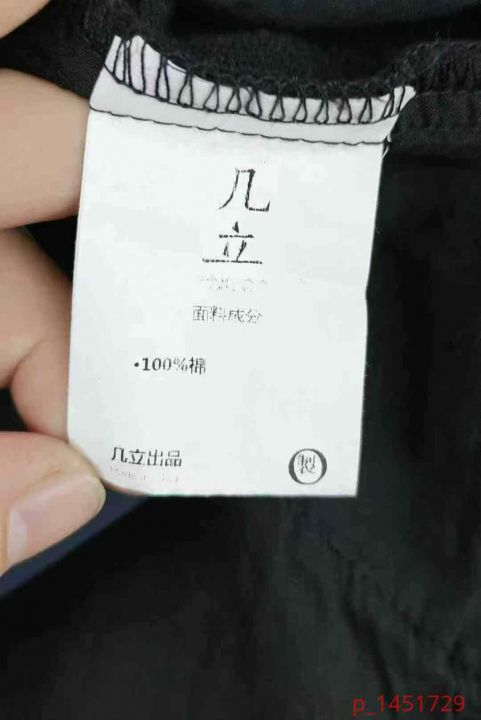 几
立
面料成分
·100%棉
几立出品
製
p_1451729